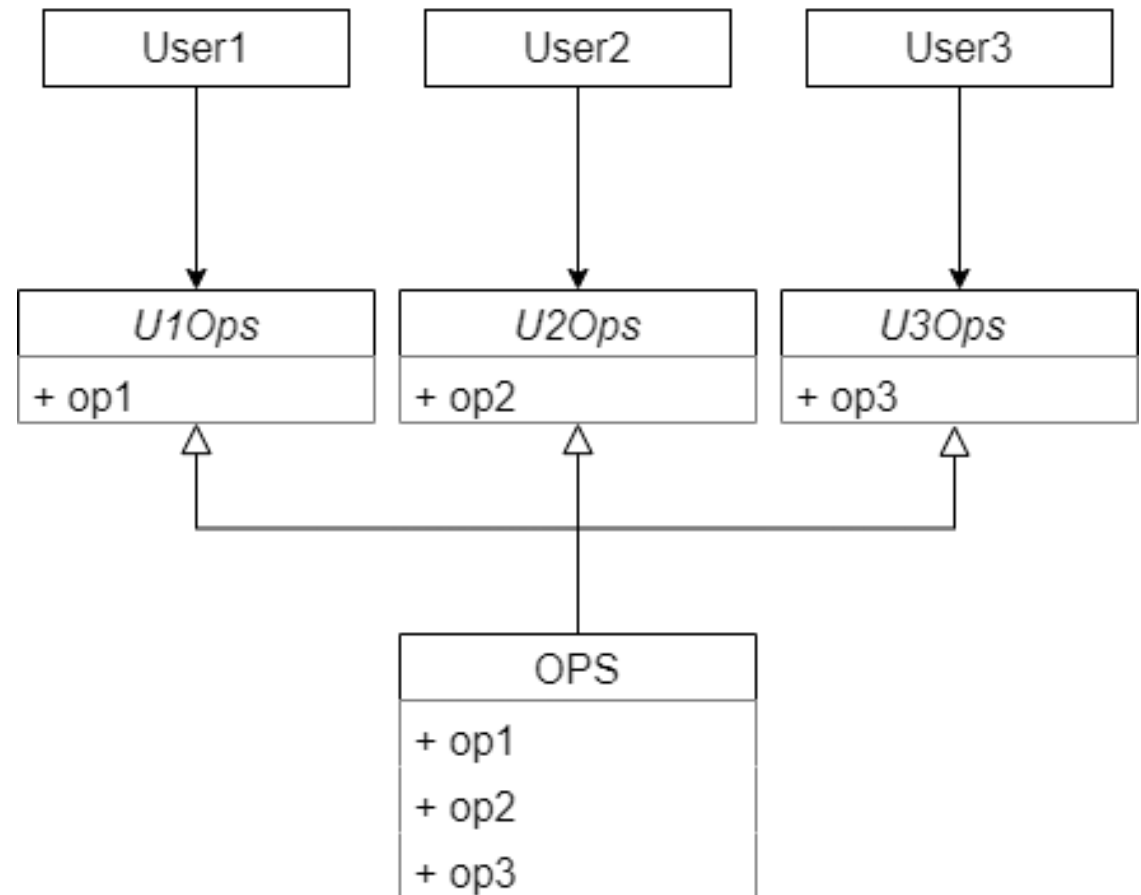 User1
User2
User3
U1Ops
U2Ops
U3Ops
+ op1
+ op2
+ op3
OPS
+ op1
+ op2
+ op3